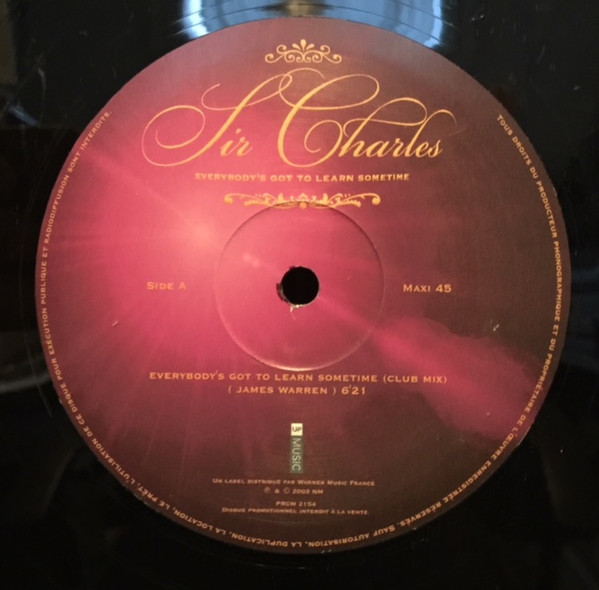 Sir Charles
EVERYBODY'S GOT TO LEARN SOMETIME
SIDE A
MAXI 45
EVERYBODY'S GOT TO LEARN SOMETIME (CLUB MIX)
( JAMES WARREN ) 6'21
UP MUSIC
UN LABEL DISTRIBUÉ PAR WARNER MUSIC FRANCE
℗ & © 2002 NM
PROW 2154
DISQUE PROMOTIONNEL INTERDIT À LA VENTE.
TOUS DROITS DU PRODUCTEUR PHONOGRAPHIQUE ET DU PROPRIÉTAIRE DE L'ŒUVRE ENREGISTRÉE RÉSERVÉS. SAUF AUTORISATION, LA DUPLICATION, LA LOCATION, LE PRÊT, L'UTILISATION DE CE DISQUE POUR EXÉCUTION PUBLIQUE ET RADIODIFFUSION SONT INTERDITS.